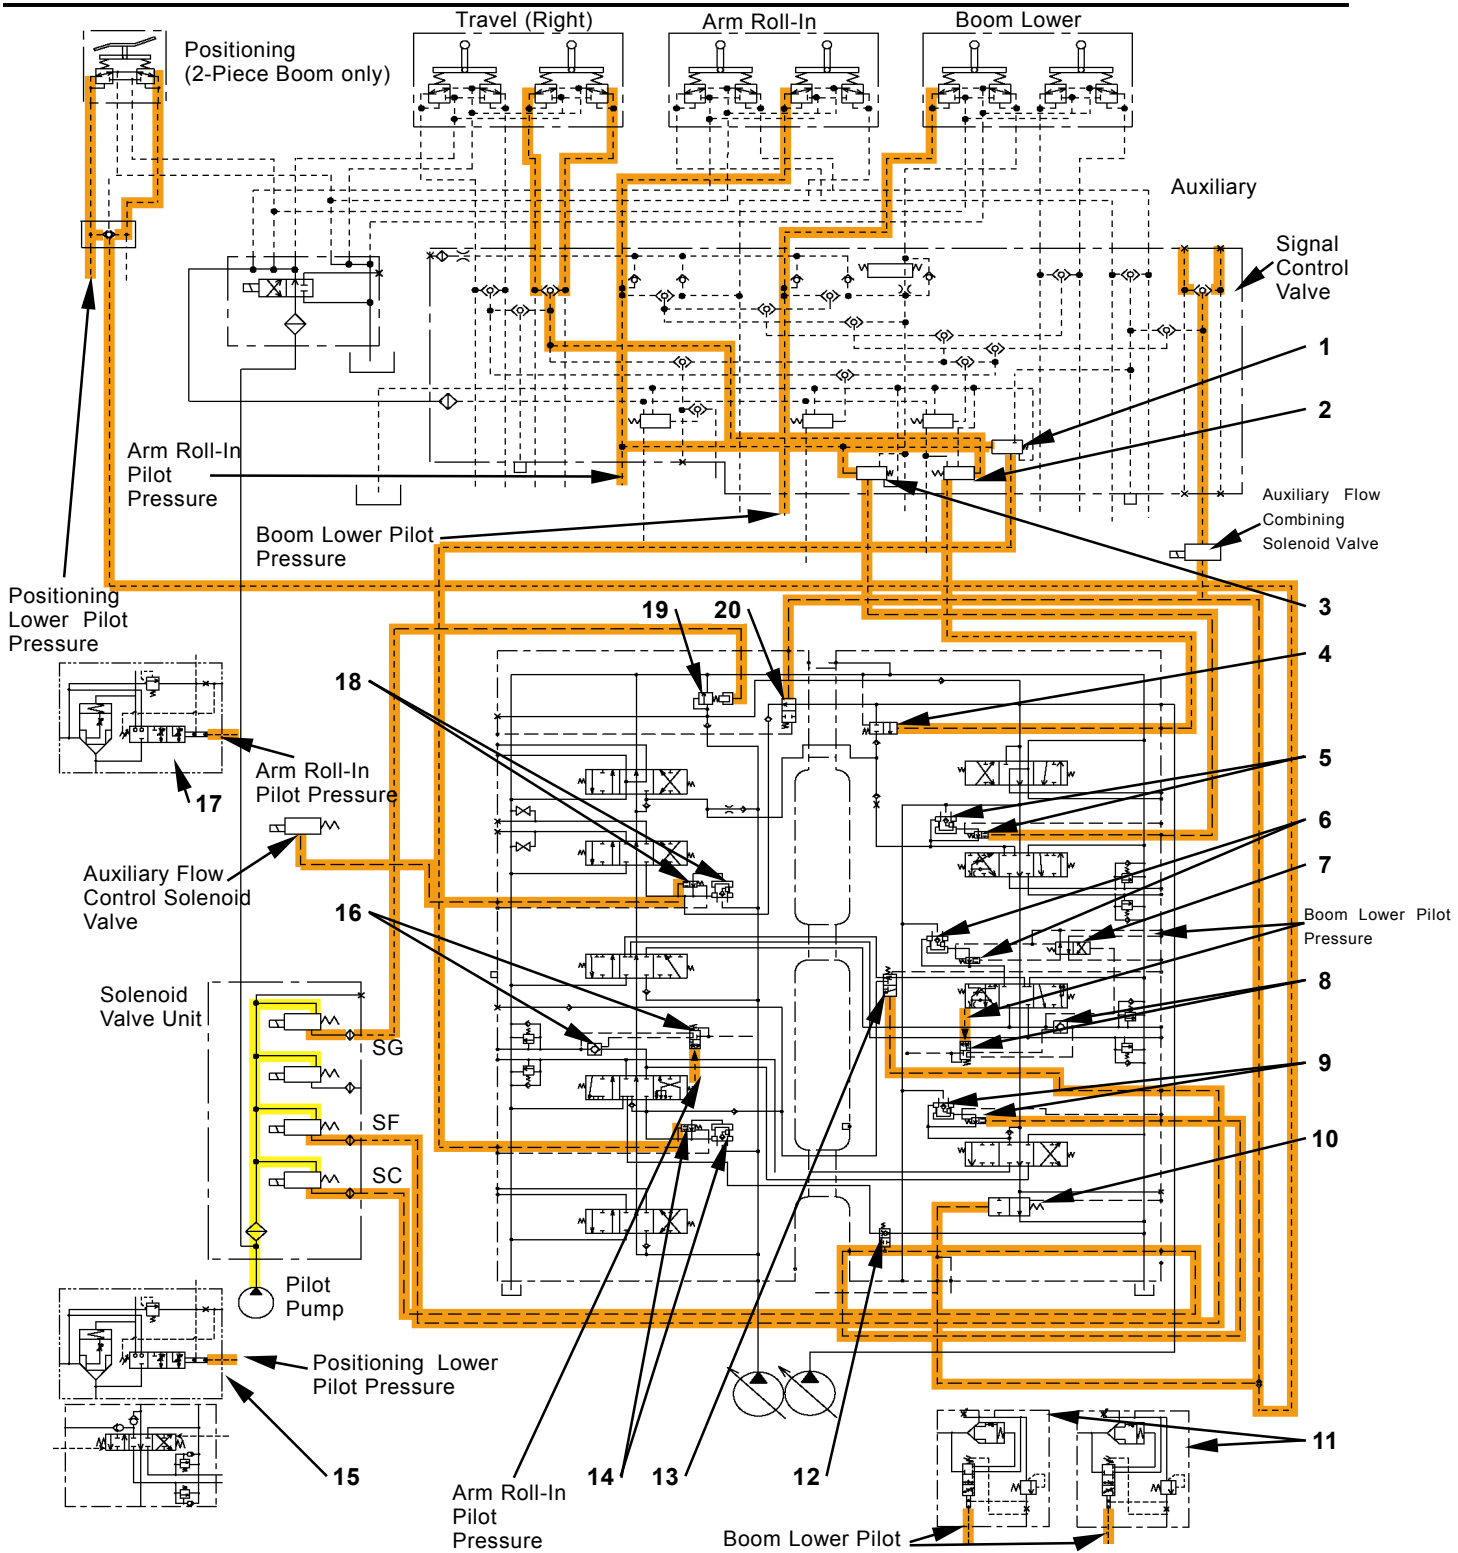 Travel (Right)
Arm Roll-In
Boom Lower
Positioning
(2-Piece Boom only)
Auxiliary
Signal
Control
Valve
1
2
Arm Roll-In
Pilot
Pressure
Auxiliary Flow
Combining
Solenoid Valve
Boom Lower Pilot
Pressure
Positioning
Lower Pilot
Pressure
3
19
20
4
18
5
Arm Roll-In
Pilot Pressure
17
6
7
Auxiliary Flow
Control Solenoid
Valve
16
Boom Lower Pilot
Pressure
8
Solenoid
Valve Unit
SG
9
SF
10
SC
Pilot
Pump
Positioning Lower
Pilot Pressure
11
15
14
13
12
Arm Roll-In
Pilot
Pressure
Boom Lower Pilot